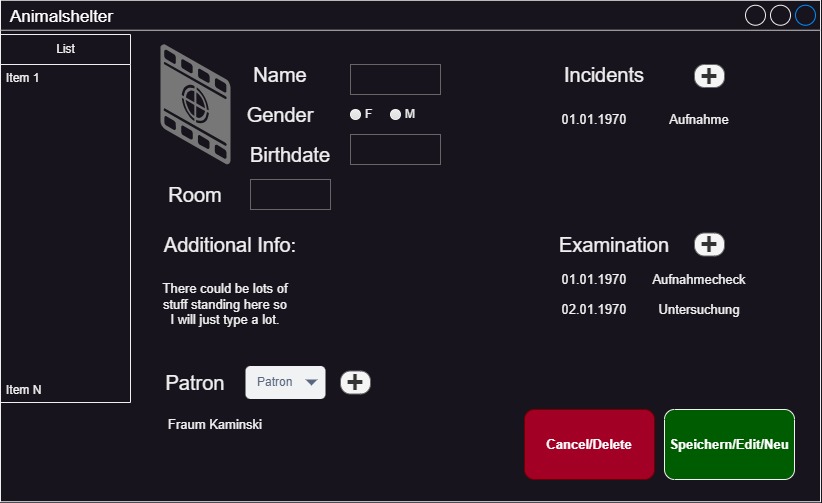 Animalshelter
List
Item 1
Item N
Name
Gender
F
M
Birthdate
Room
Additional Info:
There could be lots of
stuff standing here so
I will just type a lot.
Patron
Patron
Fraum Kaminski
Incidents
01.01.1970 Aufnahme
Examination
01.01.1970 Aufnahmecheck
02.01.1970 Untersuchung
Cancel/Delete
Speichern/Edit/Neu